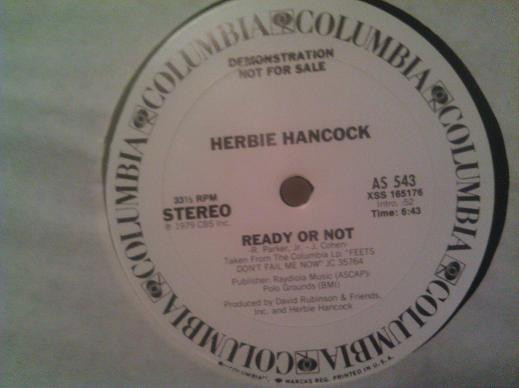 COLUMBIA COLUMBIA COLUMBIA COLUMBIA COLUMBIA COLUMBIA
DEMONSTRATION
NOT FOR SALE
HERBIE HANCOCK
33⅓ RPM
STEREO
℗ 1979 CBS Inc.
AS 543
XSS 165176
Intro. :52
Time: 6:43
READY OR NOT
-R. Parker, Jr. -J. Cohen-
Taken From The Columbia Lp: "FEETS
DON'T FAIL ME NOW" JC 35764
Publisher: Raydiola Music (ASCAP)-
Polo Grounds (BMI)
Produced by David Rubinson & Friends,
Inc. and Herbie Hancock
MARCAS REG. PRINTED IN U.S.A.